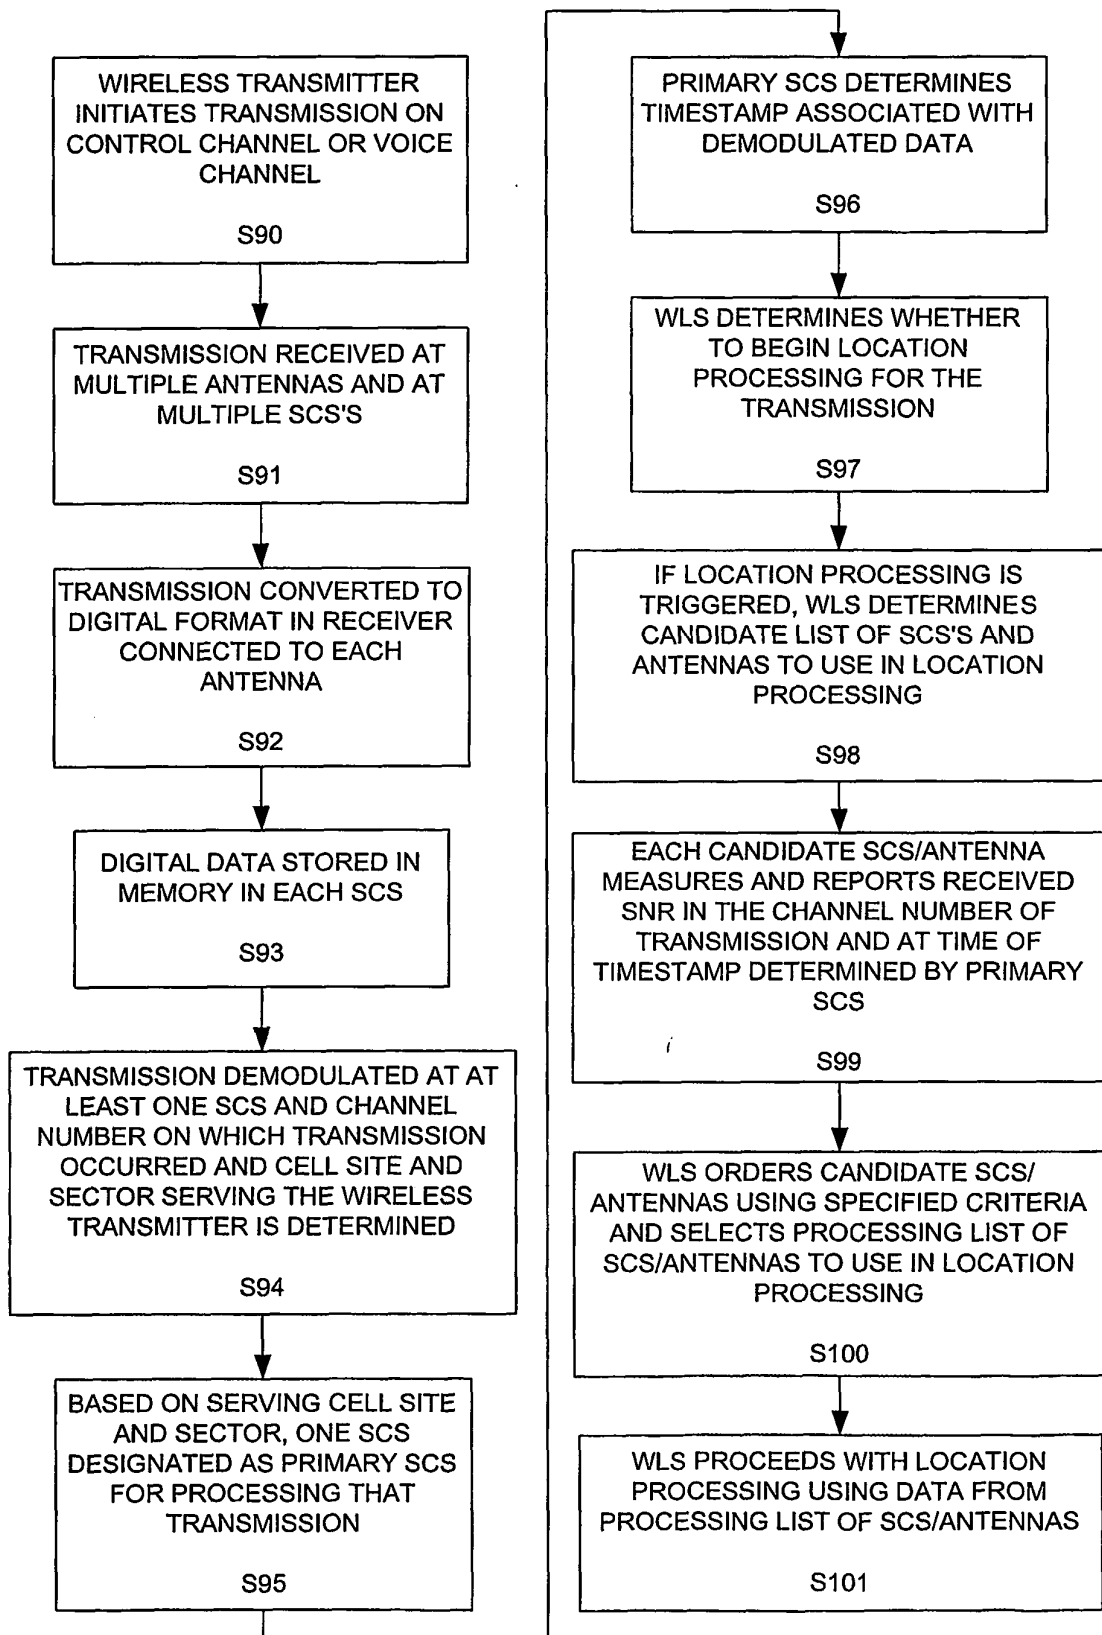 WIRELESS TRANSMITTER
INITIATES TRANSMISSION ON
CONTROL CHANNEL OR VOICE
CHANNEL
S90
TRANSMISSION RECEIVED AT
MULTIPLE ANTENNAS AND AT
MULTIPLE SCS'S
S91
TRANSMISSION CONVERTED TO
DIGITAL FORMAT IN RECEIVER
CONNECTED TO EACH
ANTENNA
S92
DIGITAL DATA STORED IN
MEMORY IN EACH SCS
S93
TRANSMISSION DEMODULATED AT AT
LEAST ONE SCS AND CHANNEL
NUMBER ON WHICH TRANSMISSION
OCCURRED AND CELL SITE AND
SECTOR SERVING THE WIRELESS
TRANSMITTER IS DETERMINED
S94
BASED ON SERVING CELL SITE
AND SECTOR, ONE SCS
DESIGNATED AS PRIMARY SCS
FOR PROCESSING THAT
TRANSMISSION
S95
PRIMARY SCS DETERMINES
TIMESTAMP ASSOCIATED WITH
DEMODULATED DATA
S96
WLS DETERMINES WHETHER
TO BEGIN LOCATION
PROCESSING FOR THE
TRANSMISSION
S97
IF LOCATION PROCESSING IS
TRIGGERED, WLS DETERMINES
CANDIDATE LIST OF SCS'S AND
ANTENNAS TO USE IN LOCATION
PROCESSING
S98
EACH CANDIDATE SCS/ANTENNA
MEASURES AND REPORTS RECEIVED
SNR IN THE CHANNEL NUMBER OF
TRANSMISSION AND AT TIME OF
TIMESTAMP DETERMINED BY PRIMARY
SCS
S99
WLS ORDERS CANDIDATE SCS/
ANTENNAS USING SPECIFIED CRITERIA
AND SELECTS PROCESSING LIST OF
SCS/ANTENNAS TO USE IN LOCATION
PROCESSING
S100
WLS PROCEEDS WITH LOCATION
PROCESSING USING DATA FROM
PROCESSING LIST OF SCS/ANTENNAS
S101